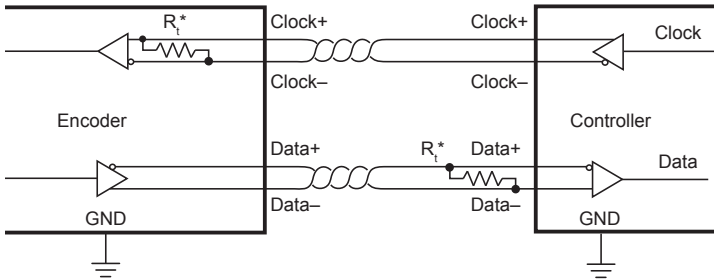 Rt*
Clock+
Clock+
Clock
Clock–
Clock–
Encoder
Controller
Data+
Rt*
Data+
Data
Data–
Data–
GND
GND